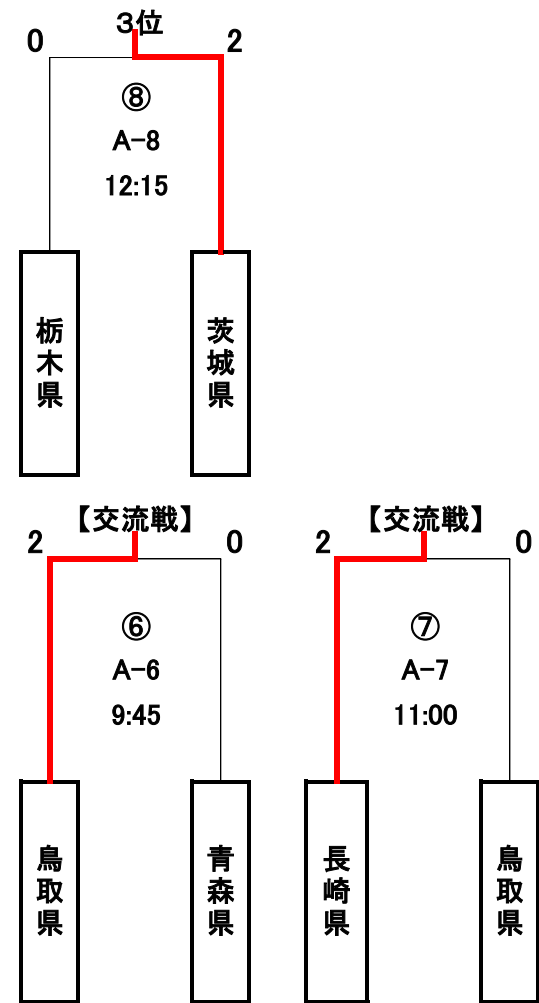 3位
0 2
⑧
A-8
12:15
栃木県 茨城県
【交流戦】 【交流戦】
2 0 2 0
⑥ ⑦
A-6 A-7
9:45 11:00
鳥取県 青森県 長崎県 鳥取県